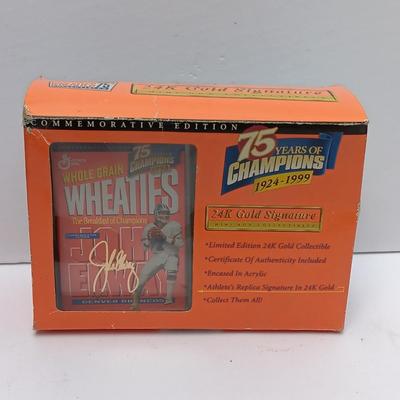 24K Gold Signature
COMMEMORATIVE EDITION
75 YEARS OF
CHAMPIONS
1924-1999
75
CHAMPIONS
WHOLE GRAIN
WHEATIES
The Breakfast of Champions
JOHN
ELWAY
DENVER BRONCOS
24K Gold Signature
•Limited Edition 24K Gold Collectible
•Certificate Of Authenticity Included
•Encased In Acrylic
•Athlete's Replica Signature In 24K Gold
•Collect Them All!